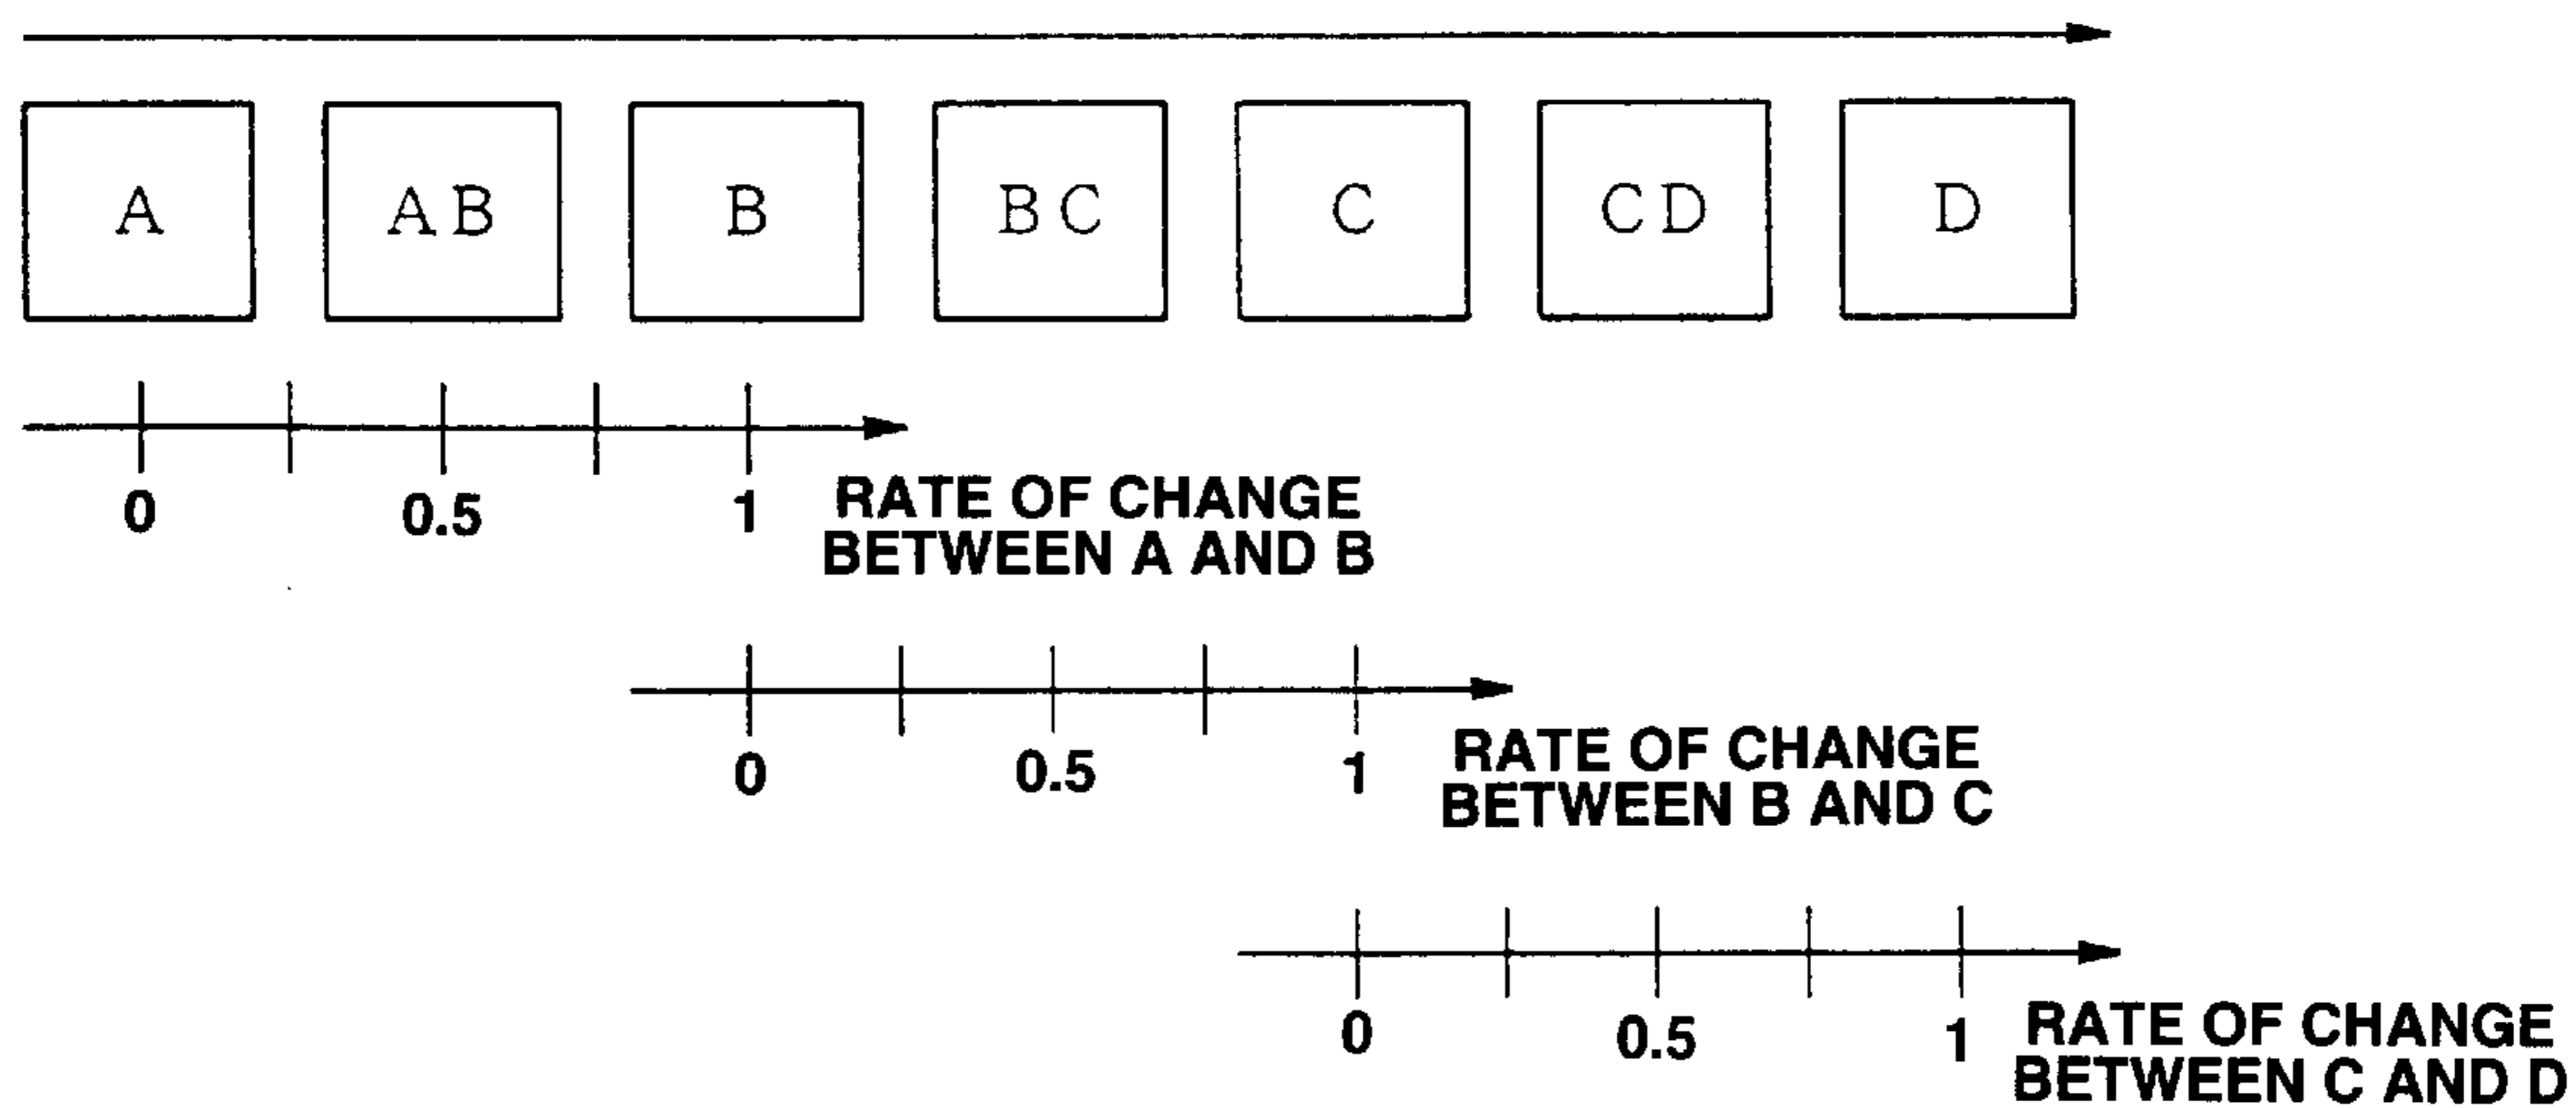 A AB B BC C CD D
0 0.5 1 RATE OF CHANGE
BETWEEN A AND B
0 0.5 1 RATE OF CHANGE
BETWEEN B AND C
0 0.5 1 RATE OF CHANGE
BETWEEN C AND D